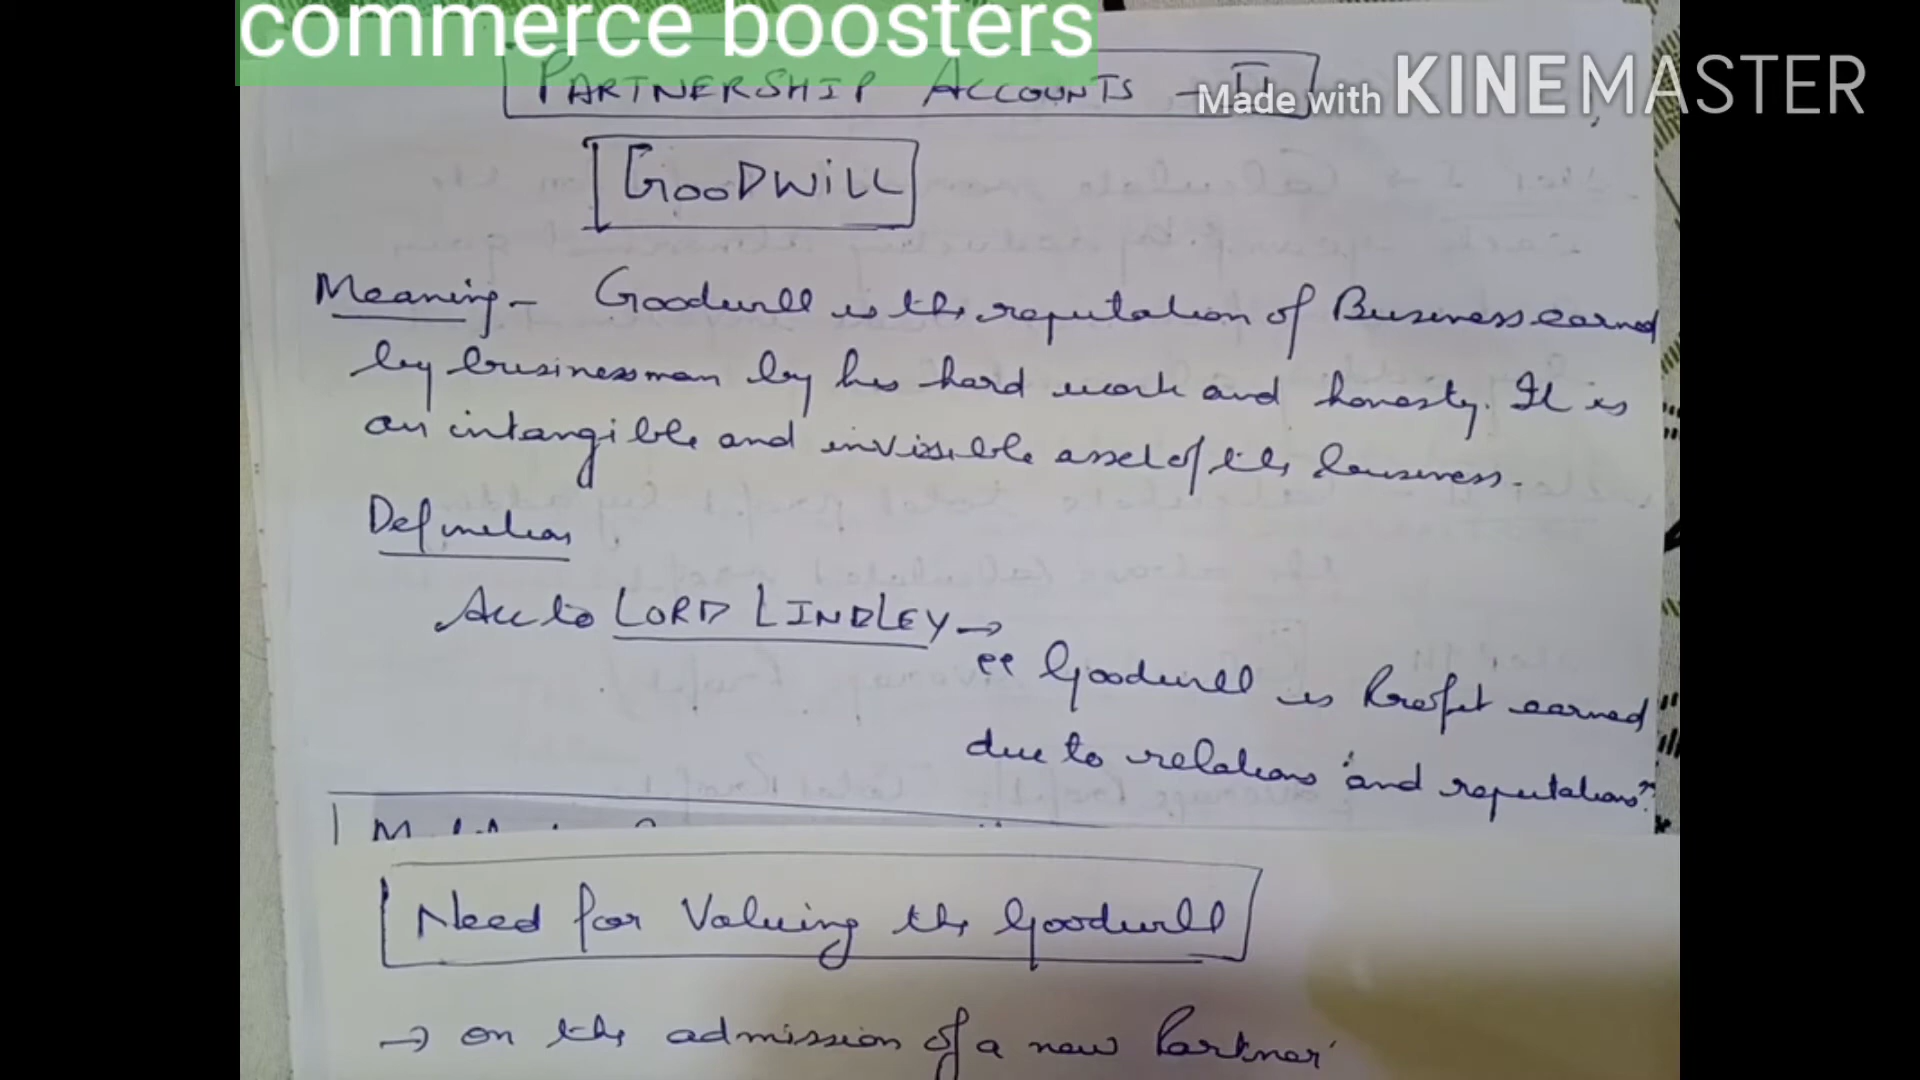 commerce boosters
Made with KINEMASTER
PARTNERSHIP ACCOUNTS - II
GOODWILL
Meaning - Goodwill is the reputation of Business earned
by businessman by his hard work and honesty. It is
an intangible and invisible asset of the business.
Definition
Acc to LORD LINDLEY →
"Goodwill is Profit earned
due to relations and reputations".
Need for Valuing the Goodwill
→ on the admission of a new Partner